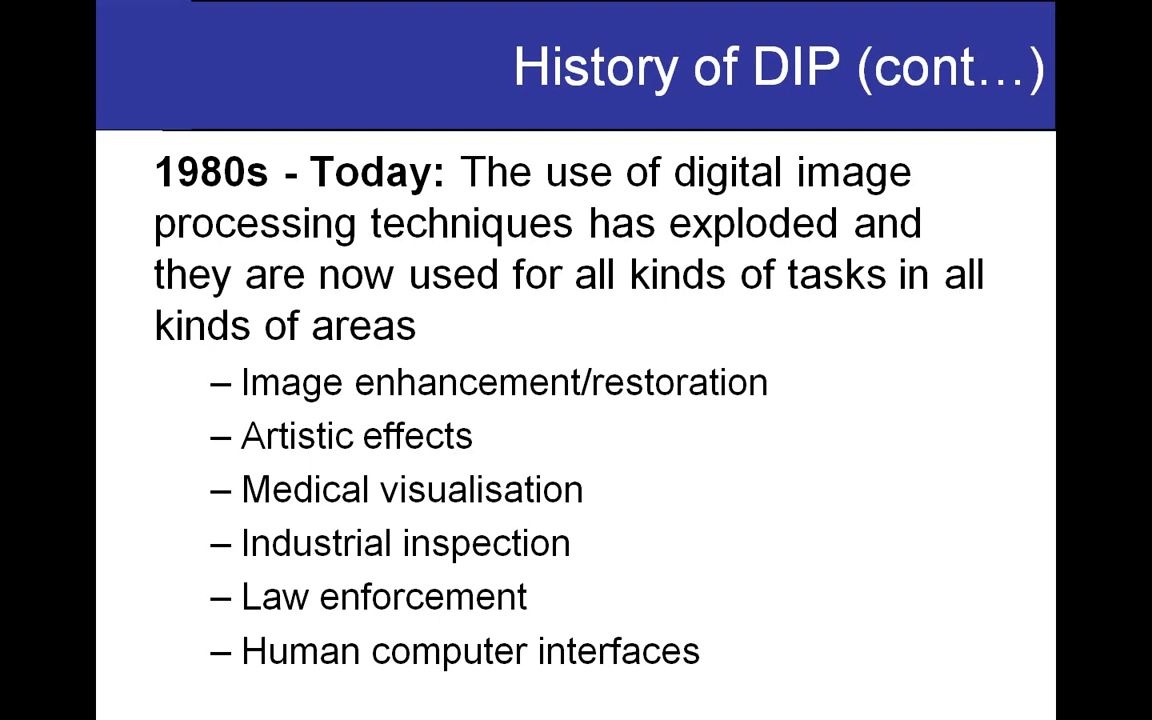 History of DIP (cont…)
1980s - Today: The use of digital image
processing techniques has exploded and
they are now used for all kinds of tasks in all
kinds of areas
– Image enhancement/restoration
– Artistic effects
– Medical visualisation
– Industrial inspection
– Law enforcement
– Human computer interfaces